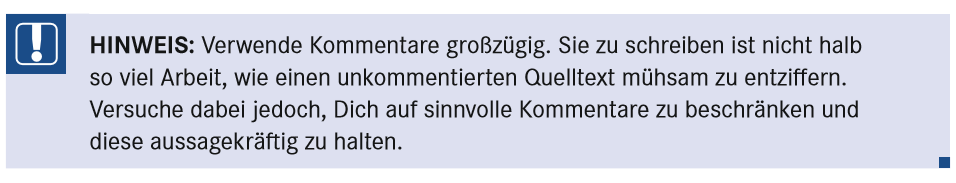 HINWEIS: Verwende Kommentare großzügig. Sie zu schreiben ist nicht halb
so viel Arbeit, wie einen unkommentierten Quelltext mühsam zu entziffern.
Versuche dabei jedoch, Dich auf sinnvolle Kommentare zu beschränken und
diese aussagekräftig zu halten.